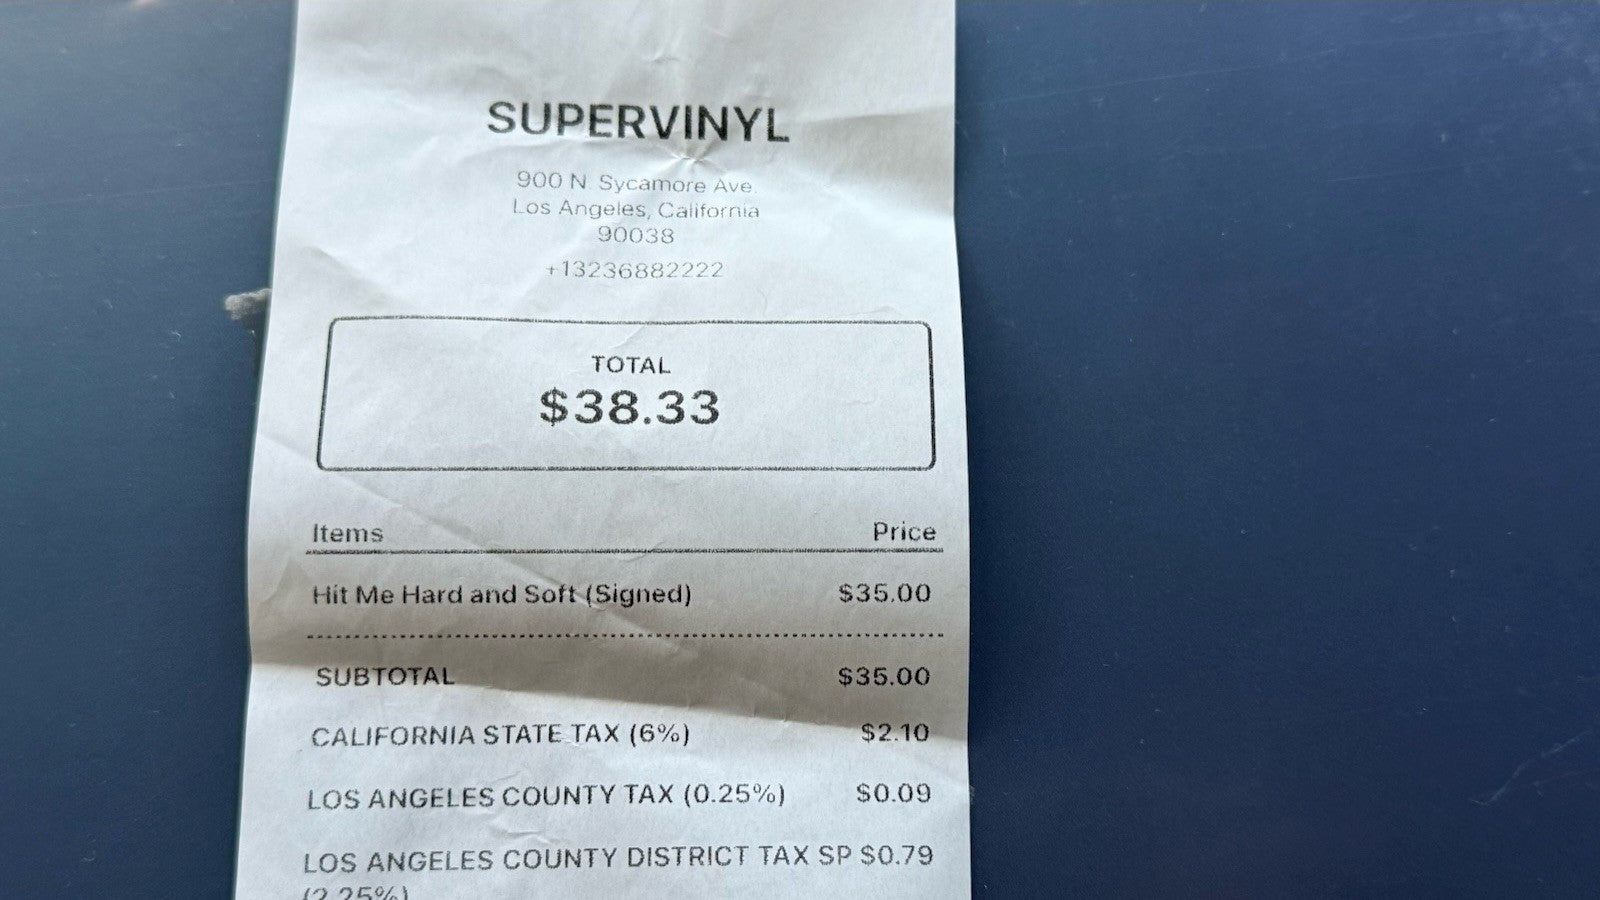 SUPERVINYL
900 N. Sycamore Ave.
Los Angeles, California
90038
+13236882222
TOTAL
$38.33
Items Price
Hit Me Hard and Soft (Signed) $35.00
SUBTOTAL $35.00
CALIFORNIA STATE TAX (6%) $2.10
LOS ANGELES COUNTY TAX (0.25%) $0.09
LOS ANGELES COUNTY DISTRICT TAX SP $0.79
(2.25%)